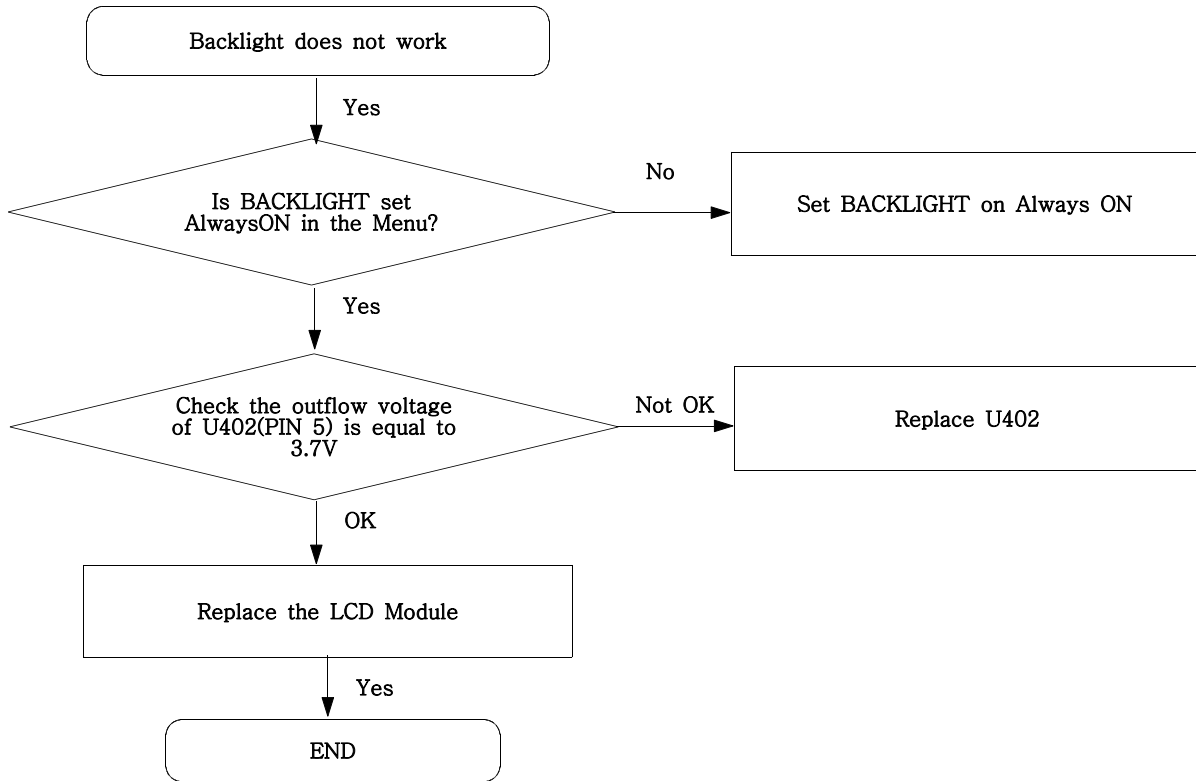 Backlight does not work
Yes
Is BACKLIGHT set
AlwaysON in the Menu?
No
Set BACKLIGHT on Always ON
Yes
Check the outflow voltage
of U402(PIN 5) is equal to
3.7V
Not OK
Replace U402
OK
Replace the LCD Module
Yes
END